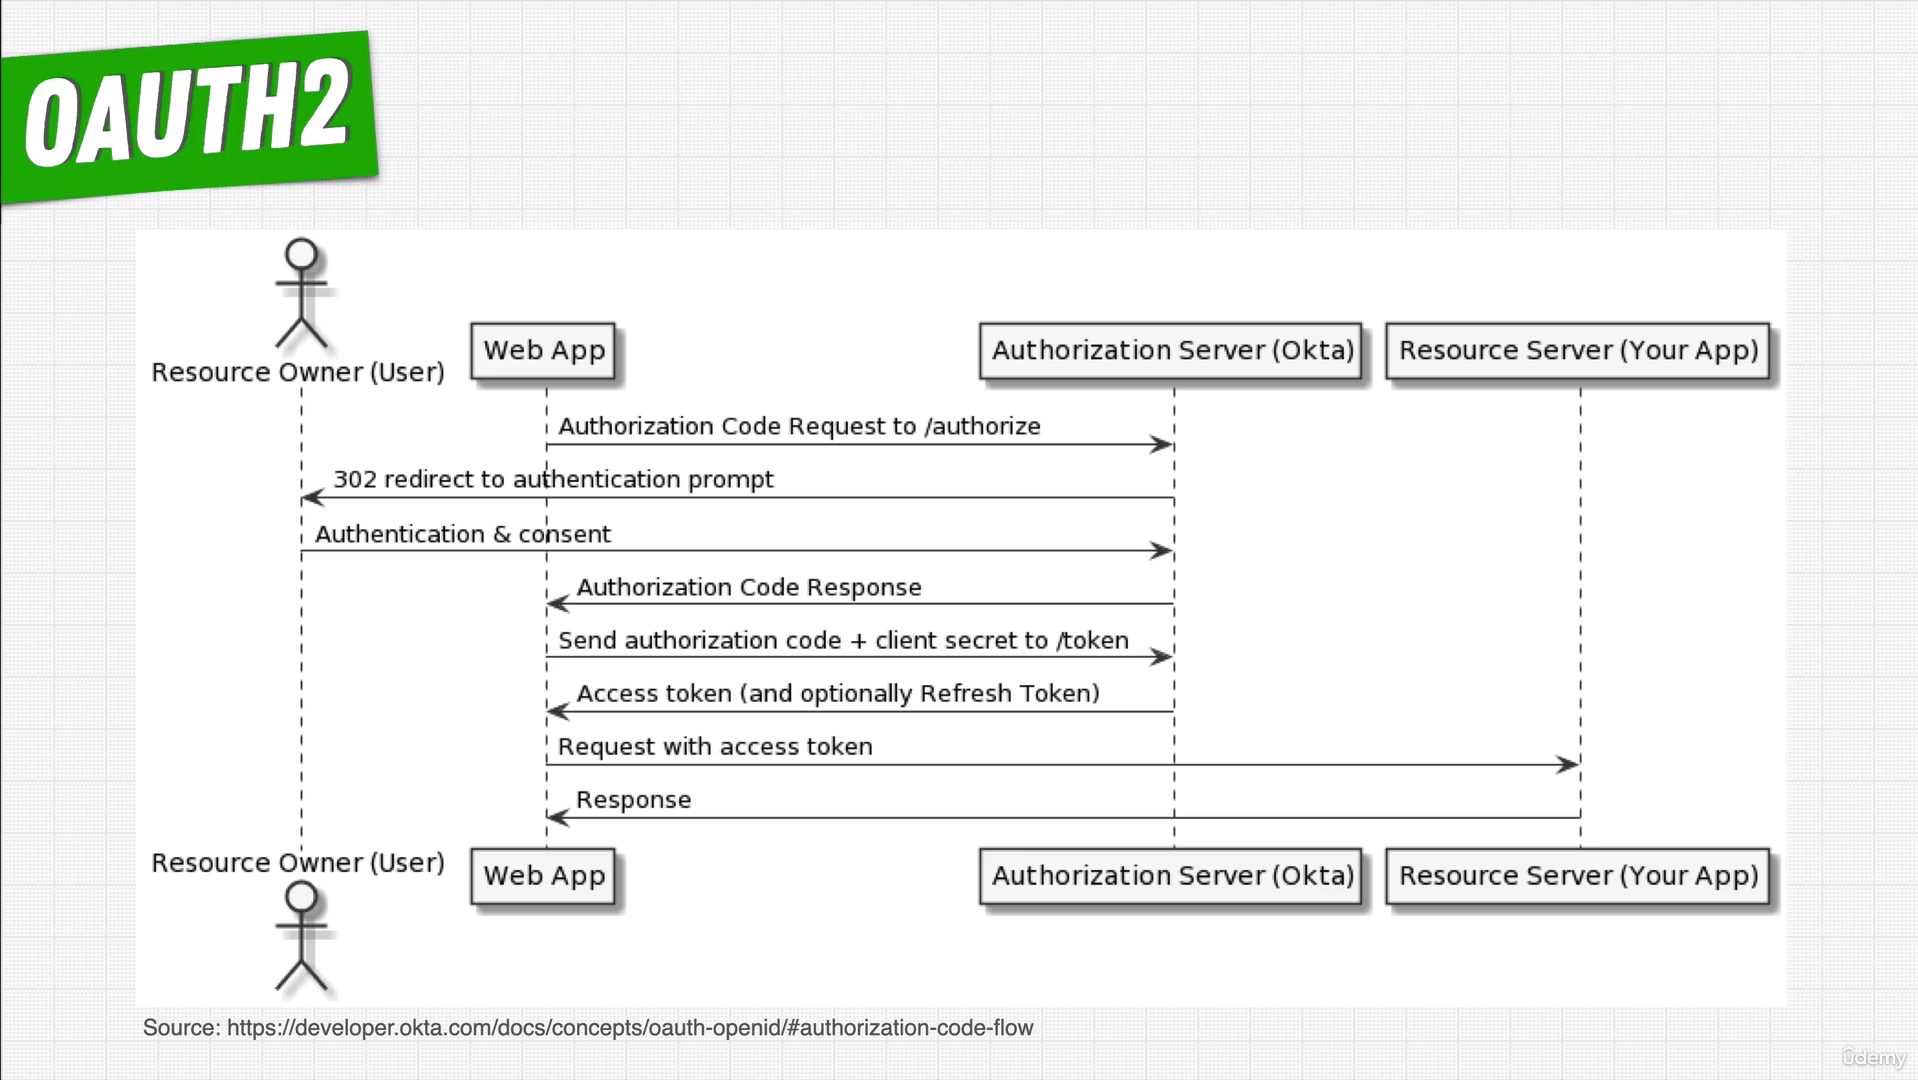 OAUTH2
Resource Owner (User)
Web App
Authorization Server (Okta)
Resource Server (Your App)
Authorization Code Request to /authorize
302 redirect to authentication prompt
Authentication & consent
Authorization Code Response
Send authorization code + client secret to /token
Access token (and optionally Refresh Token)
Request with access token
Response
Resource Owner (User)
Web App
Authorization Server (Okta)
Resource Server (Your App)
Source: https://developer.okta.com/docs/concepts/oauth-openid/#authorization-code-flow
ûdemy